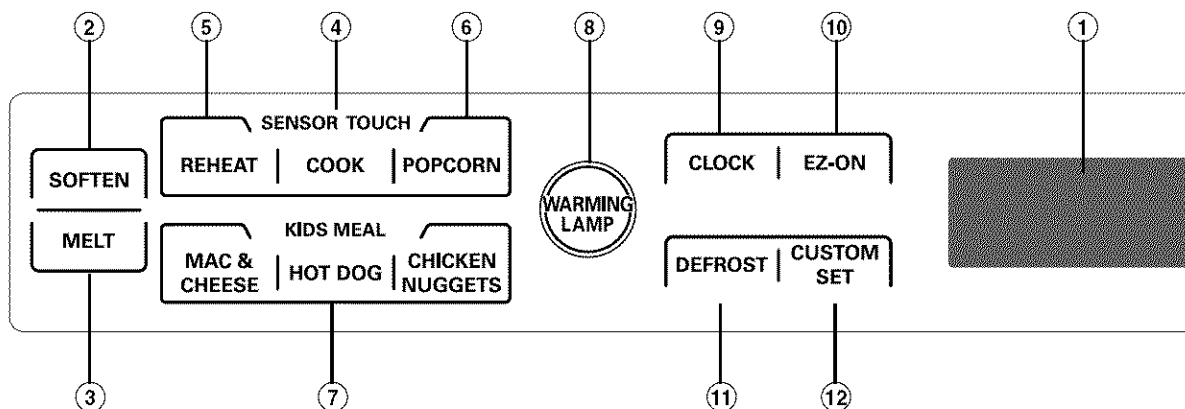 2 5 4 6 8 9 10 1
SENSOR TOUCH
REHEAT COOK POPCORN
CLOCK EZ-ON
SOFTEN
MELT
WARMING
LAMP
KIDS MEAL
MAC &
CHEESE
HOT DOG
CHICKEN
NUGGETS
DEFROST
CUSTOM
SET
3 7 11 12